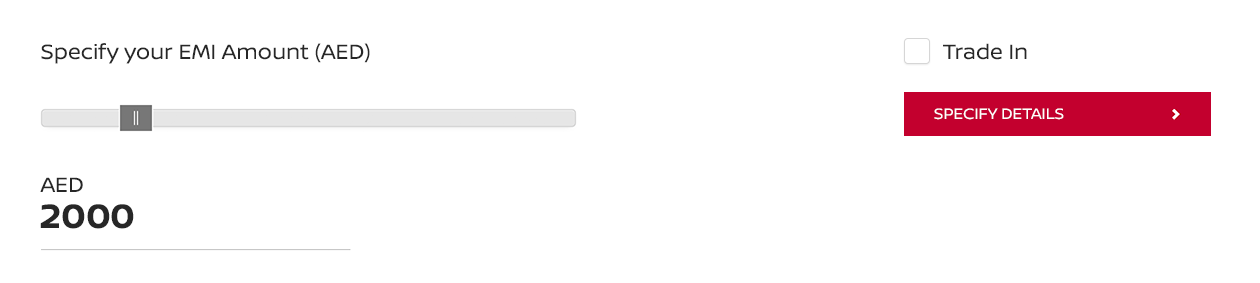 Specify your EMI Amount (AED)
Trade In
SPECIFY DETAILS
AED
2000